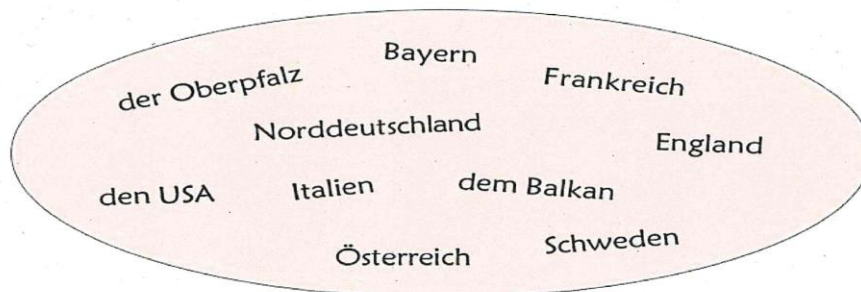 Bayern
der Oberpfalz
Frankreich
Norddeutschland
England
den USA
Italien
dem Balkan
Österreich
Schweden